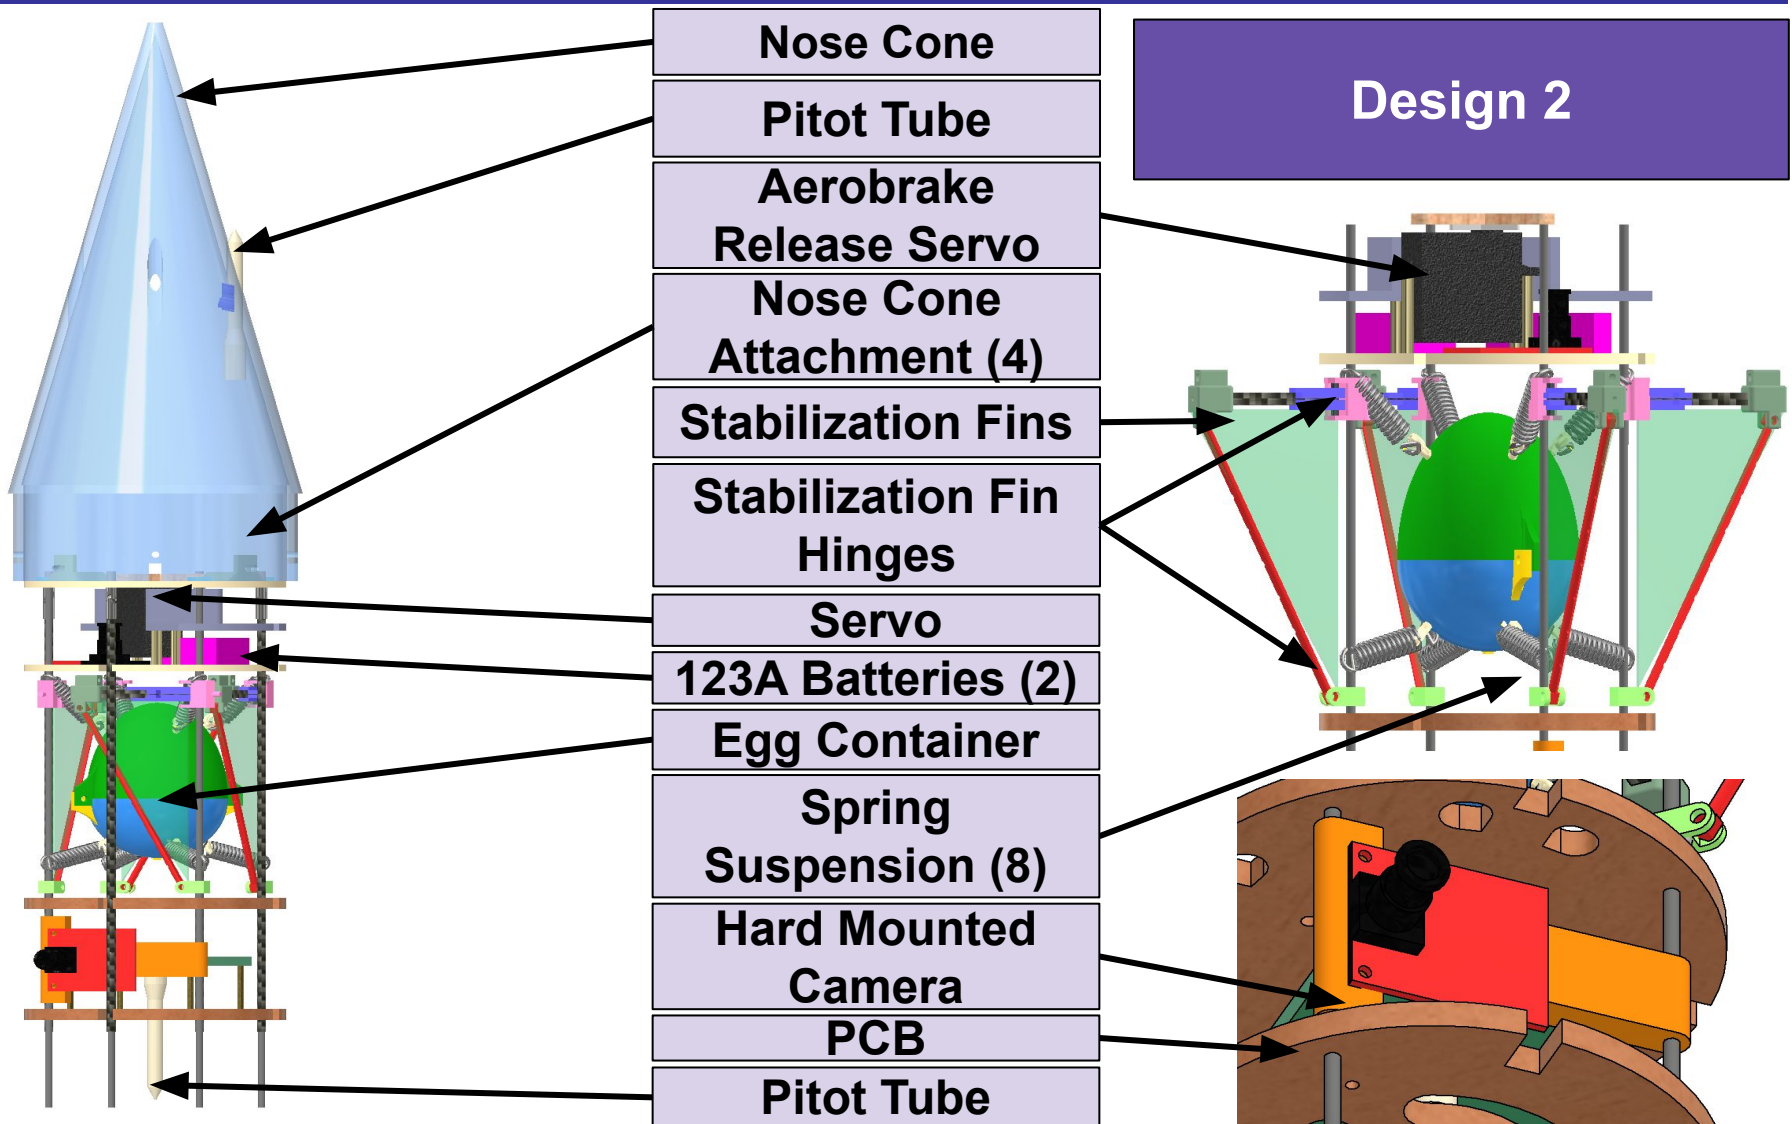 Nose Cone
Pitot Tube
Aerobrake
Release Servo
Nose Cone
Attachment (4)
Stabilization Fins
Stabilization Fin
Hinges
Servo
123A Batteries (2)
Egg Container
Spring
Suspension (8)
Hard Mounted
Camera
PCB
Pitot Tube
Design 2